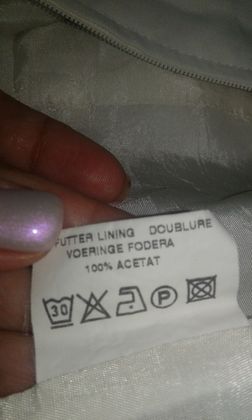 FUTTER LINING DOUBLURE
VOERINGE FODERA
100% ACETAT
30 P